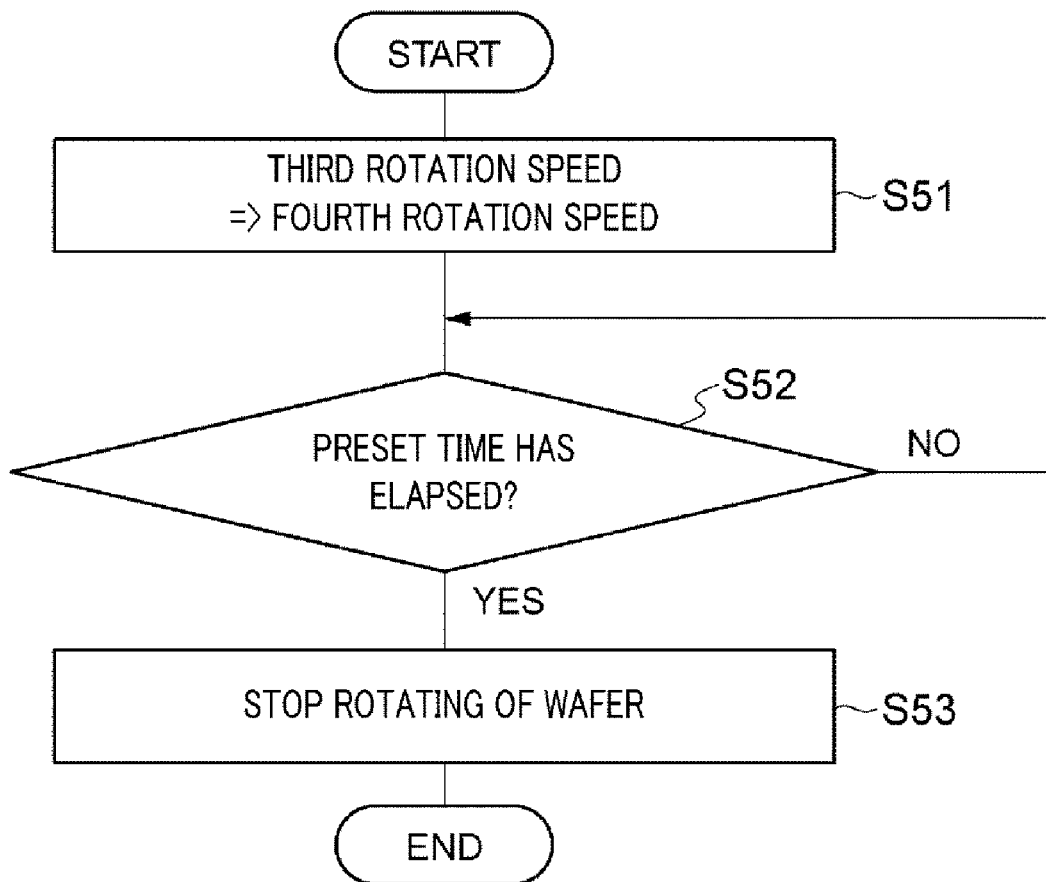 START
THIRD ROTATION SPEED
=> FOURTH ROTATION SPEED
S51
S52
PRESET TIME HAS
ELAPSED?
NO
YES
STOP ROTATING OF WAFER
S53
END